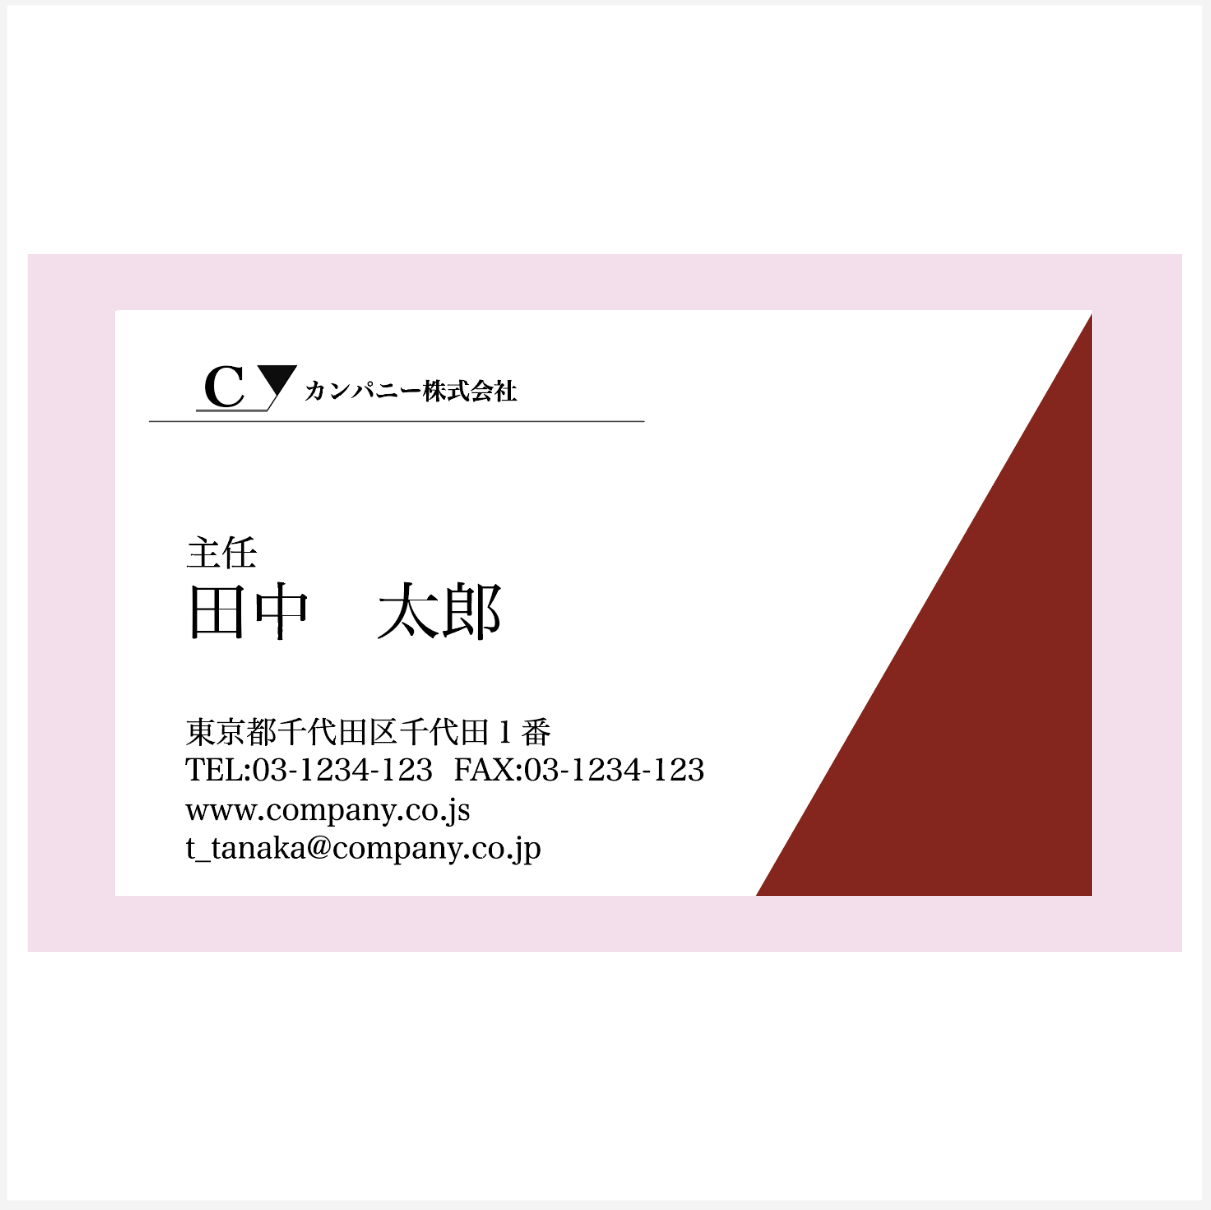 C カンパニー株式会社
主任
田中　太郎
東京都千代田区千代田1番
TEL:03-1234-123 FAX:03-1234-123
www.company.co.js
t_tanaka@company.co.jp